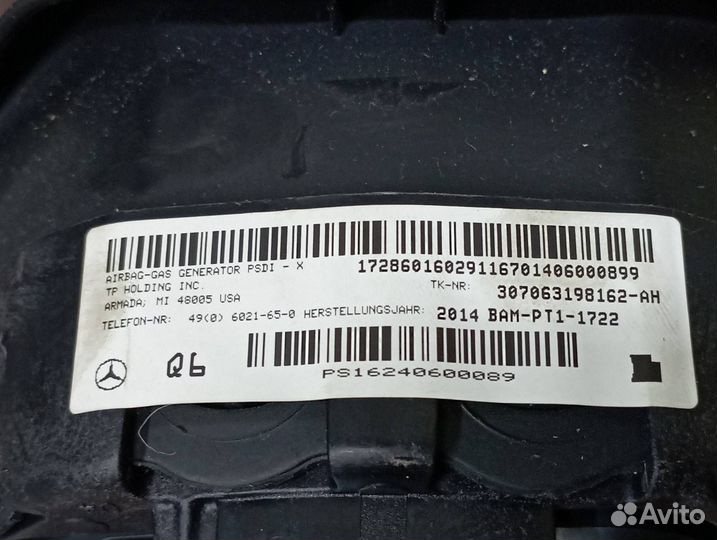 AIRBAG-GAS GENERATOR PSDI - X
17286016029116701406000899
TP HOLDING INC.
TK-NR: 307063198162-AH
ARMADA; MI 48005 USA
TELEFON-NR: 49(0) 6021-65-0 HERSTELLUNGSJAHR: 2014 BAM-PT1-1722
Q6
PS16240600089
Avito